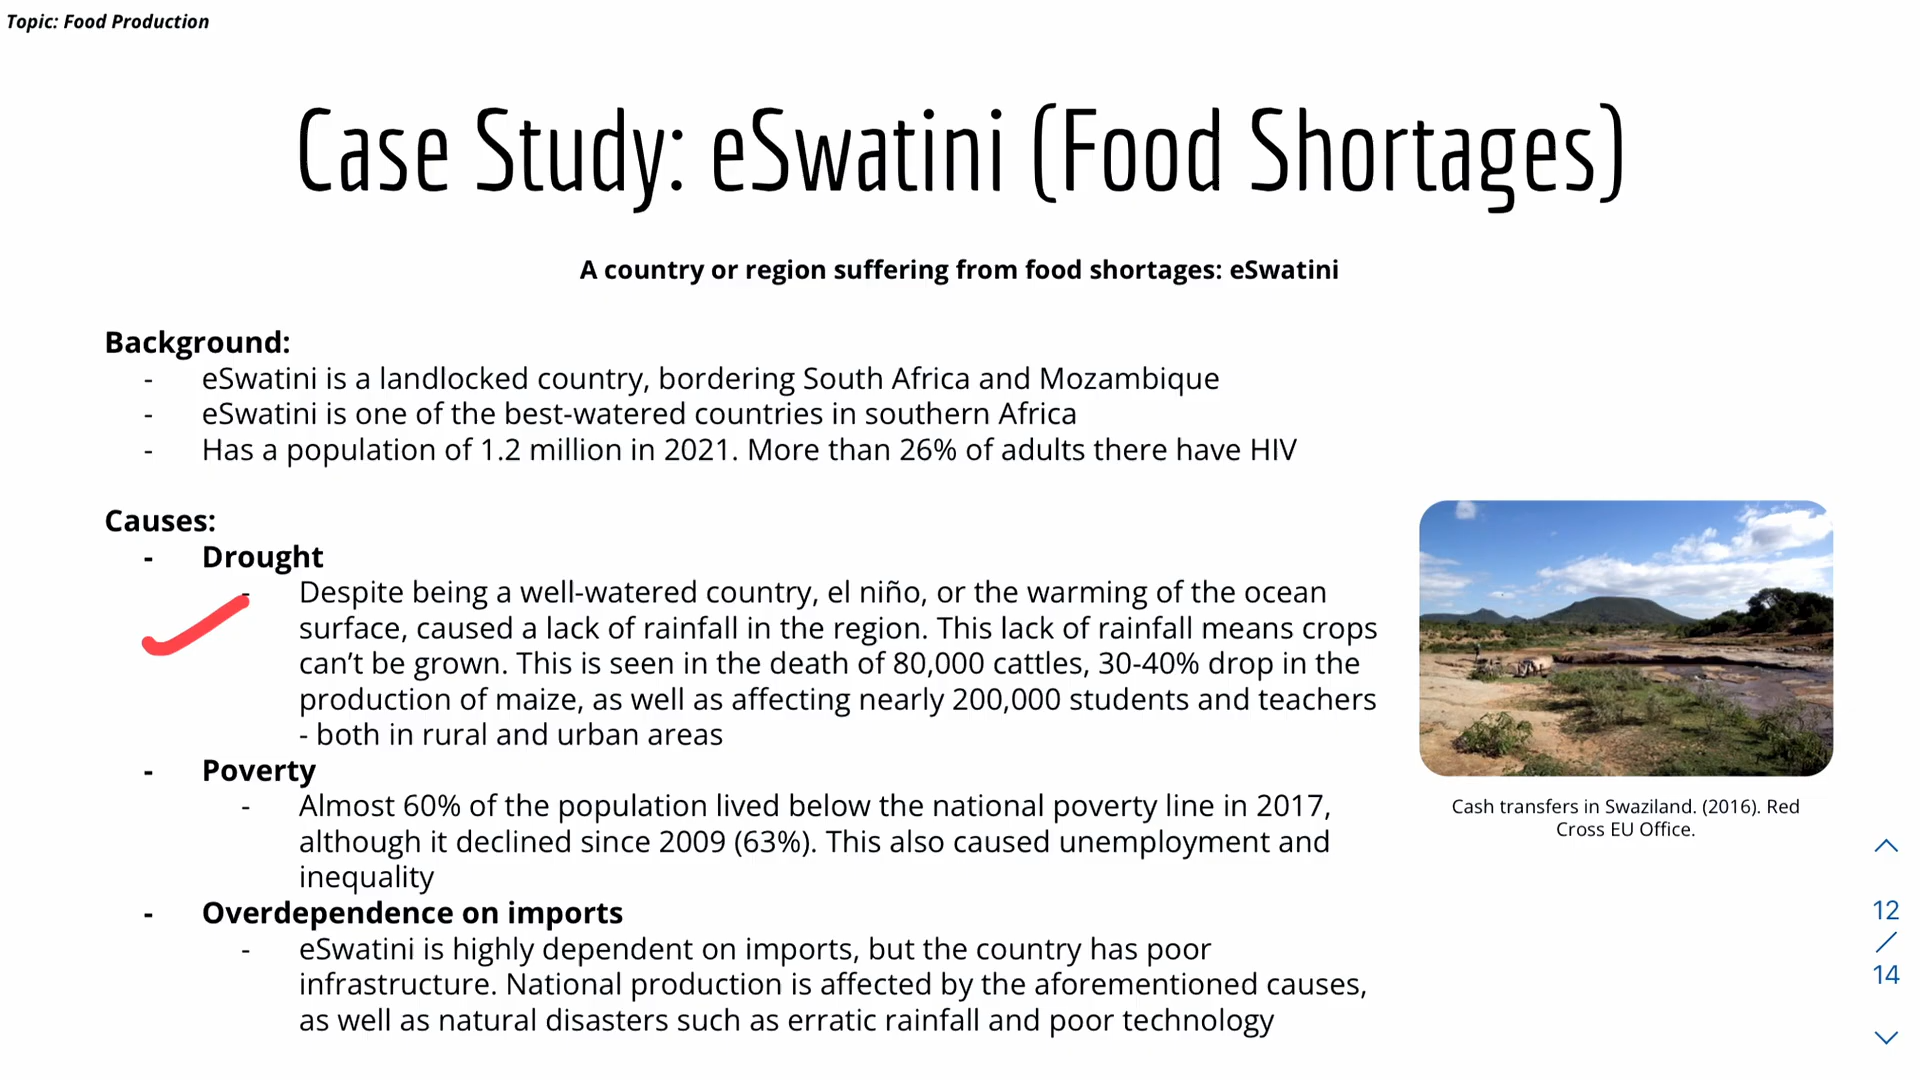 Topic: Food Production
Case Study: eSwatini (Food Shortages)
A country or region suffering from food shortages: eSwatini
Background:
- eSwatini is a landlocked country, bordering South Africa and Mozambique
- eSwatini is one of the best-watered countries in southern Africa
- Has a population of 1.2 million in 2021. More than 26% of adults there have HIV
Causes:
- Drought
- Despite being a well-watered country, el niño, or the warming of the ocean
surface, caused a lack of rainfall in the region. This lack of rainfall means crops
can’t be grown. This is seen in the death of 80,000 cattles, 30-40% drop in the
production of maize, as well as affecting nearly 200,000 students and teachers
- both in rural and urban areas
- Poverty
- Almost 60% of the population lived below the national poverty line in 2017,
although it declined since 2009 (63%). This also caused unemployment and
inequality
- Overdependence on imports
- eSwatini is highly dependent on imports, but the country has poor
infrastructure. National production is affected by the aforementioned causes,
as well as natural disasters such as erratic rainfall and poor technology
Cash transfers in Swaziland. (2016). Red
Cross EU Office.
12
/
14